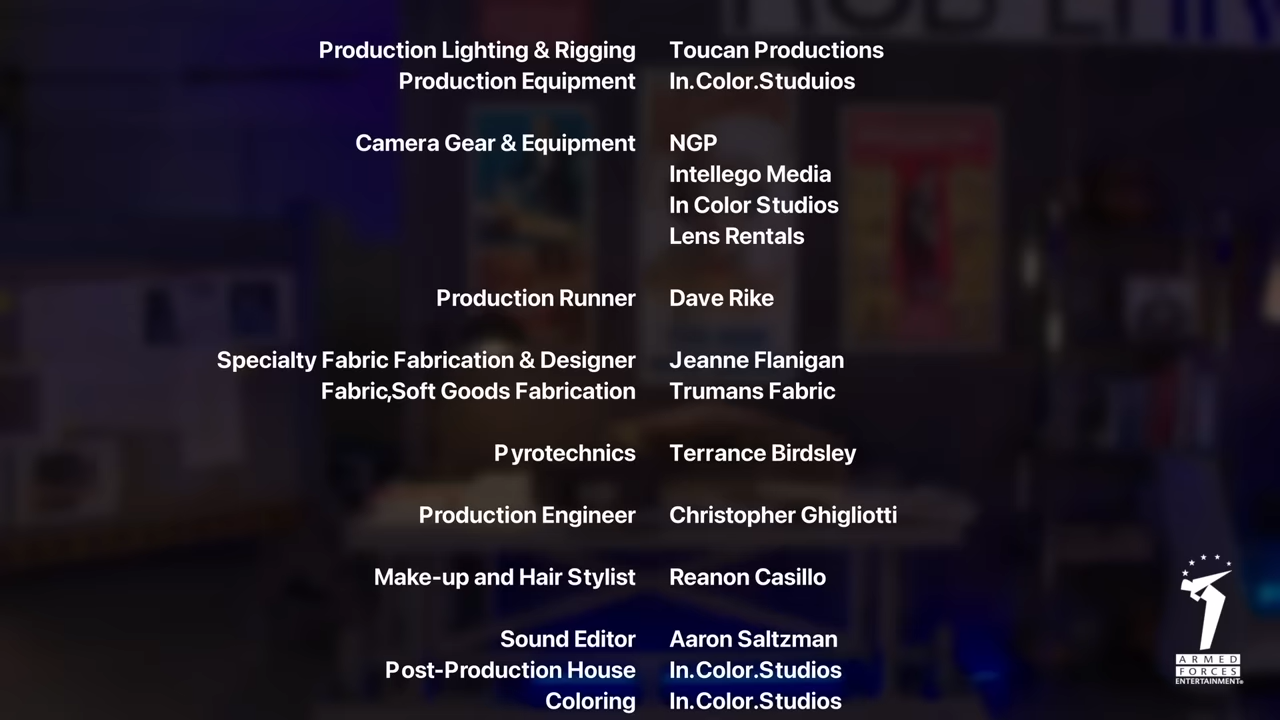 Production Lighting & Rigging Toucan Productions
Production Equipment In.Color.Studuios
Camera Gear & Equipment NGP
Intellego Media
In Color Studios
Lens Rentals
Production Runner Dave Rike
Specialty Fabric Fabrication & Designer Jeanne Flanigan
Fabric,Soft Goods Fabrication Trumans Fabric
Pyrotechnics Terrance Birdsley
Production Engineer Christopher Ghigliotti
Make-up and Hair Stylist Reanon Casillo
Sound Editor Aaron Saltzman
Post-Production House In.Color.Studios
Coloring In.Color.Studios
ARMED
FORCES
ENTERTAINMENT